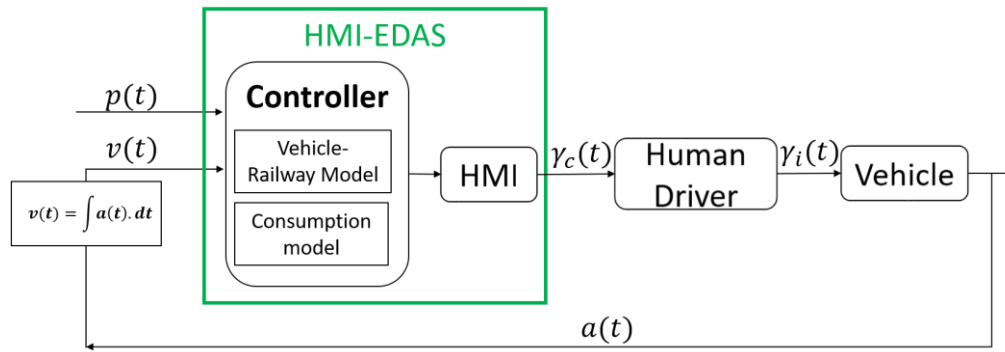 HMI-EDAS
p(t)
v(t)
v(t) = ∫a(t).dt
Controller
Vehicle-
Railway Model
Consumption
model
HMI
γc(t)
Human
Driver
γi(t)
Vehicle
a(t)